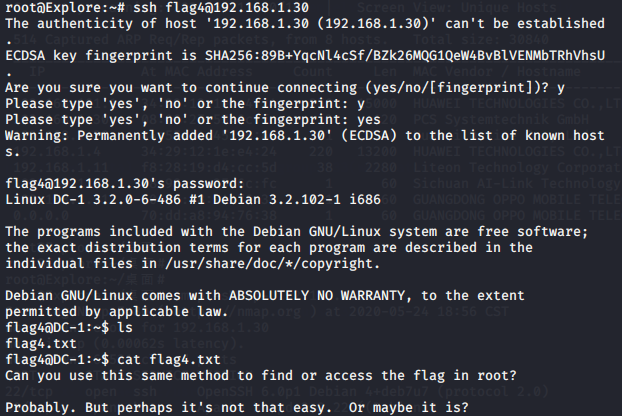 root@Explore:~# ssh flag4@192.168.1.30
The authenticity of host '192.168.1.30 (192.168.1.30)' can't be established
.
ECDSA key fingerprint is SHA256:89B+YqcNl4cSf/BZk26MQG1QeW4BvBlVENMbTRhVhsU
.
Are you sure you want to continue connecting (yes/no/[fingerprint])? y
Please type 'yes', 'no' or the fingerprint: y
Please type 'yes', 'no' or the fingerprint: yes
Warning: Permanently added '192.168.1.30' (ECDSA) to the list of known host
s.
flag4@192.168.1.30's password:
Linux DC-1 3.2.0-6-486 #1 Debian 3.2.102-1 i686
The programs included with the Debian GNU/Linux system are free software;
the exact distribution terms for each program are described in the
individual files in /usr/share/doc/*/copyright.
Debian GNU/Linux comes with ABSOLUTELY NO WARRANTY, to the extent
permitted by applicable law.
flag4@DC-1:~$ ls
flag4.txt
flag4@DC-1:~$ cat flag4.txt
Can you use this same method to find or access the flag in root?
Probably. But perhaps it's not that easy.  Or maybe it is?